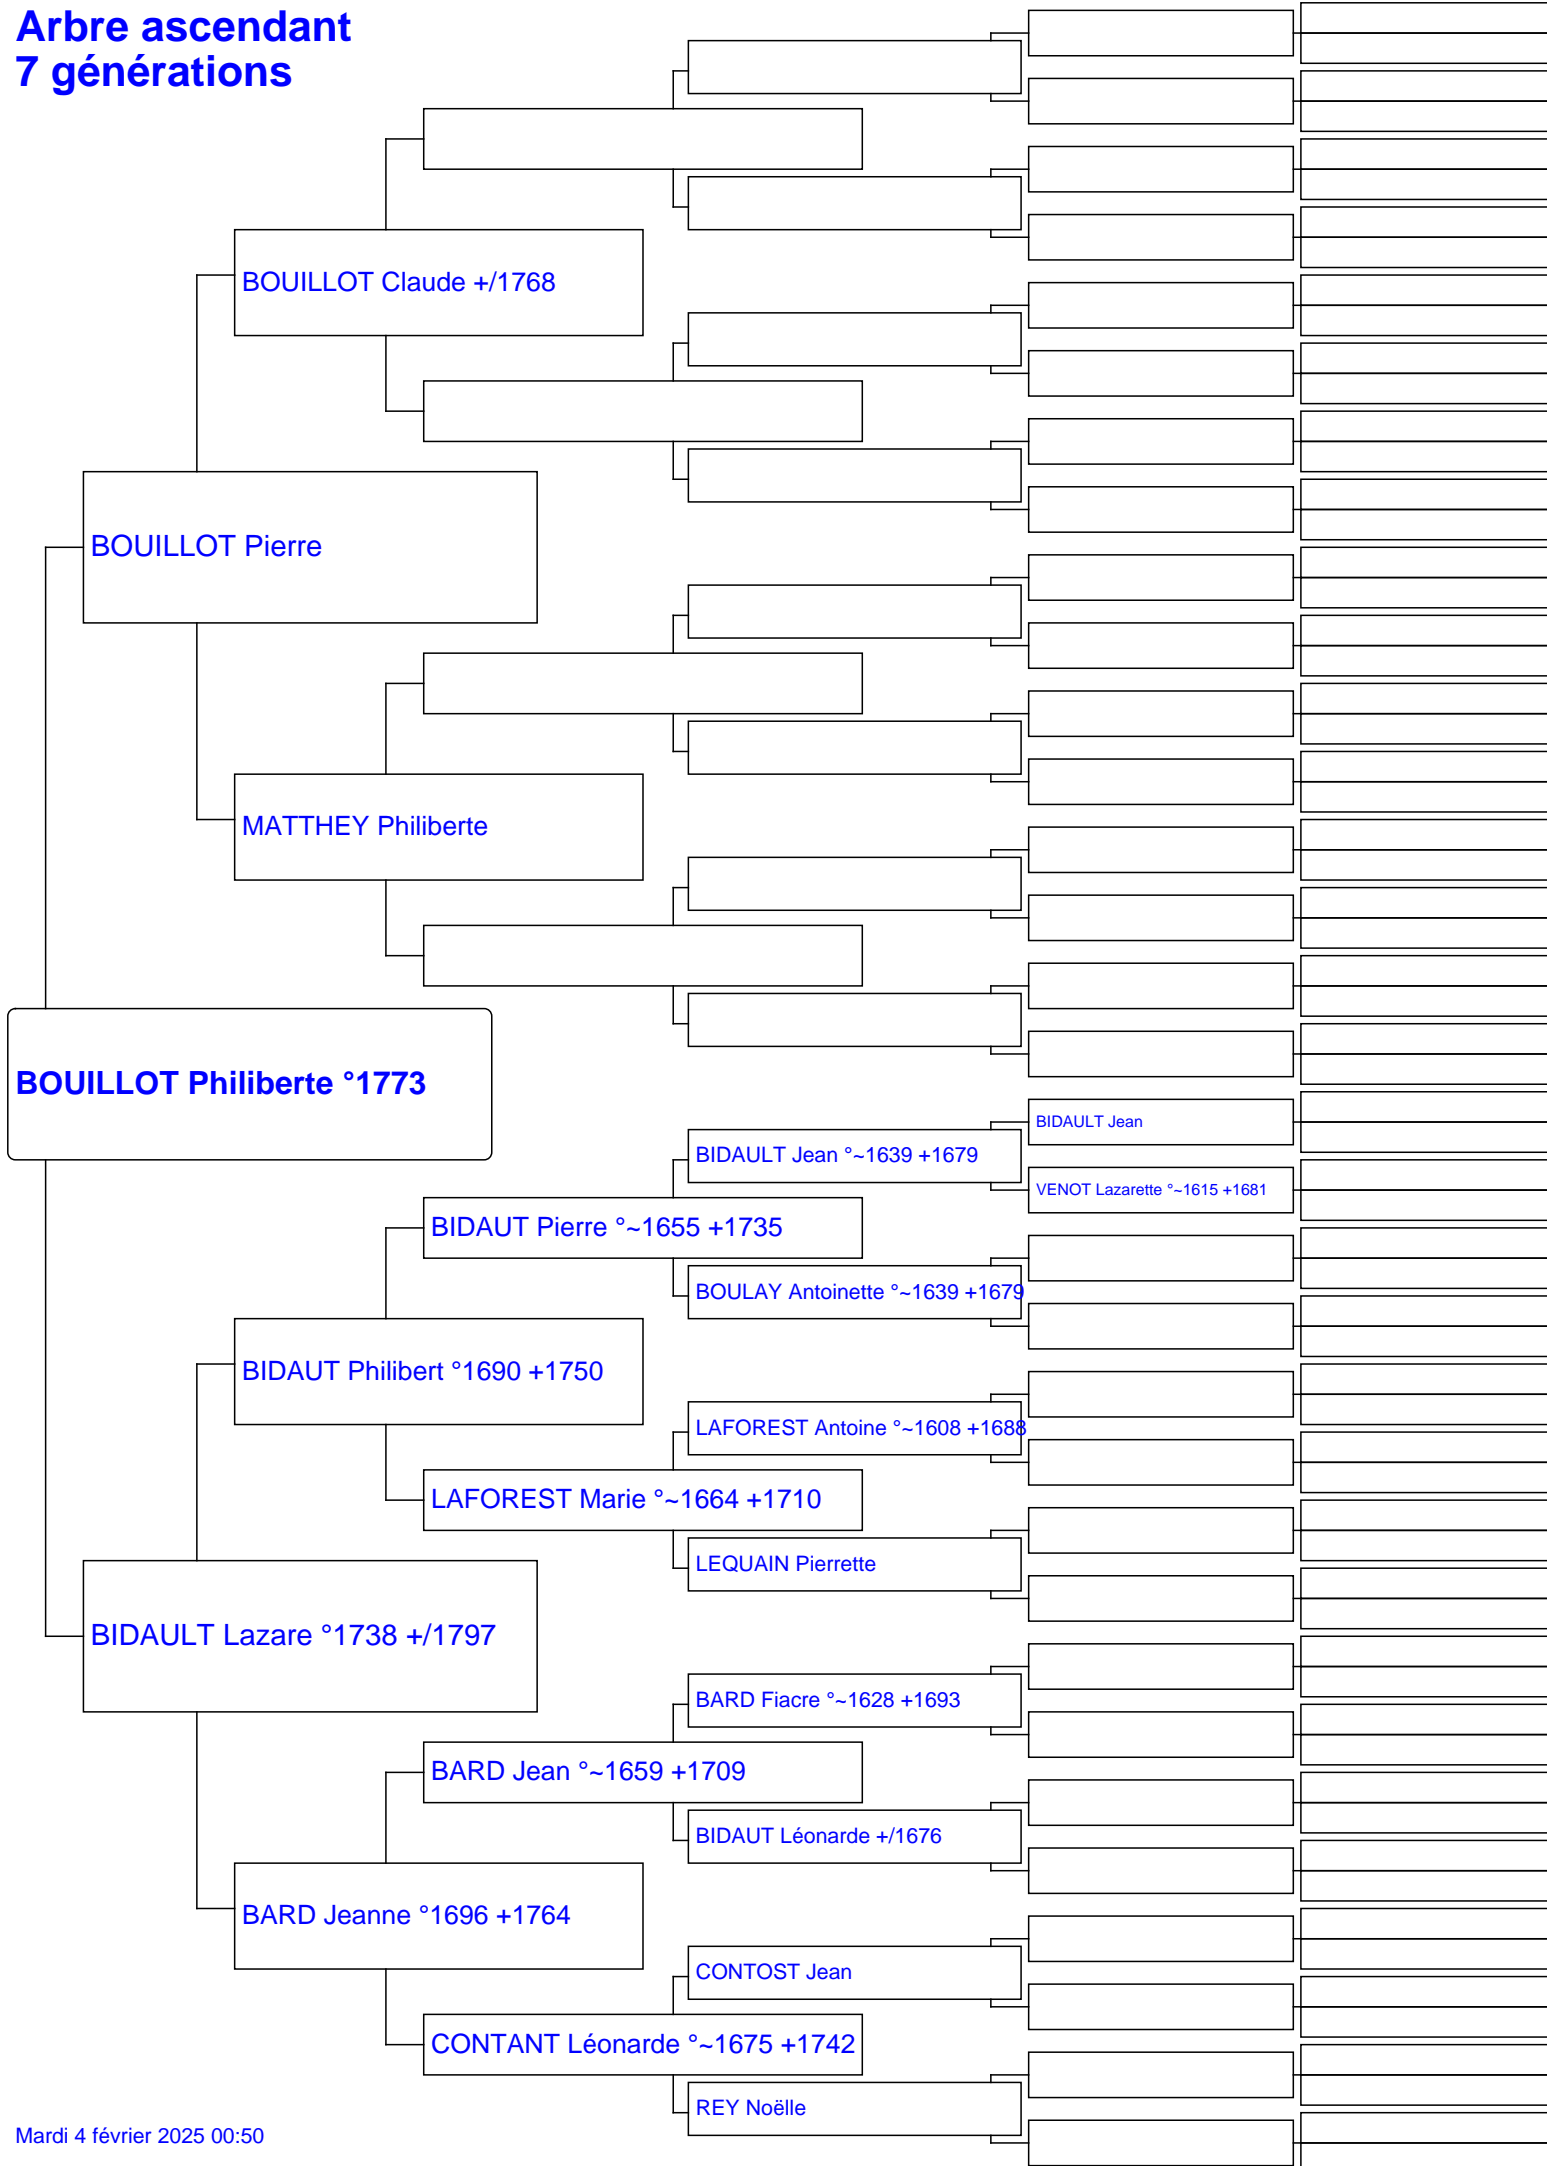 Arbre ascendant
7 générations
BOUILLOT Claude +/1768
BOUILLOT Pierre
MATTHEY Philiberte
BOUILLOT Philiberte °1773
BIDAULT Jean
BIDAULT Jean °~1639 +1679
VENOT Lazarette °~1615 +1681
BIDAUT Pierre °~1655 +1735
BOULAY Antoinette °~1639 +1679
BIDAUT Philibert °1690 +1750
LAFOREST Antoine °~1608 +1688
LAFOREST Marie °~1664 +1710
LEQUAIN Pierrette
BIDAULT Lazare °1738 +/1797
BARD Fiacre °~1628 +1693
BARD Jean °~1659 +1709
BIDAUT Léonarde +/1676
BARD Jeanne °1696 +1764
CONTOST Jean
CONTANT Léonarde °~1675 +1742
REY Noëlle
Mardi 4 février 2025 00:50